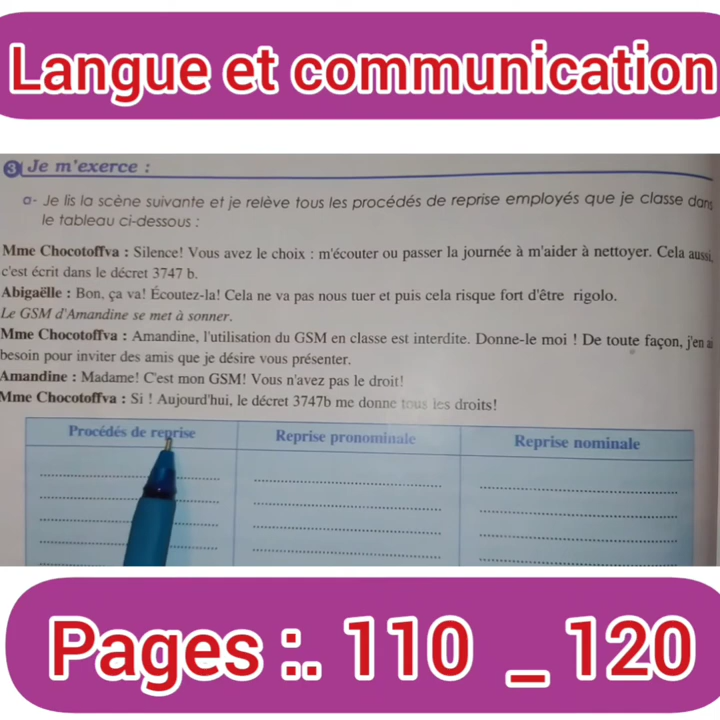 Langue et communication
3 Je m'exerce :
a- Je lis la scène suivante et je relève tous les procédés de reprise employés que je classe dans
le tableau ci-dessous :
Mme Chocotoffva : Silence! Vous avez le choix : m'écouter ou passer la journée à m'aider à nettoyer. Cela aussi,
c'est écrit dans le décret 3747 b.
Abigaëlle : Bon, ça va! Écoutez-la! Cela ne va pas nous tuer et puis cela risque fort d'être rigolo.
Le GSM d'Amandine se met à sonner.
Mme Chocotoffva : Amandine, l'utilisation du GSM en classe est interdite. Donne-le moi ! De toute façon, j'en
besoin pour inviter des amis que je désire vous présenter.
Amandine : Madame! C'est mon GSM! Vous n'avez pas le droit!
Mme Chocotoffva : Si ! Aujourd'hui, le décret 3747b me donne tous les droits!
Procédés de reprise Reprise pronominale Reprise nominale
Pages :. 110 _ 120